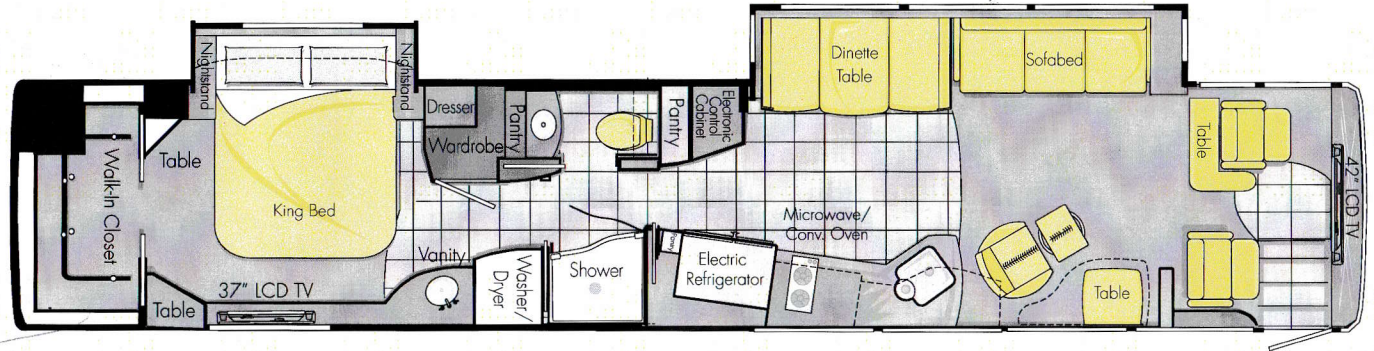 Walk-In Closet
Table
Table
Nightstand
Nightstand
King Bed
37" LCD TV
Dresser
Wardrobe
Pantry
Vanity
Washer/
Dryer
Shower
Pantry
Electronic
Control
Cabinet
Pantry
Electric
Refrigerator
Microwave/
Conv. Oven
Dinette
Table
Sofabed
Table
Table
42" LCD TV